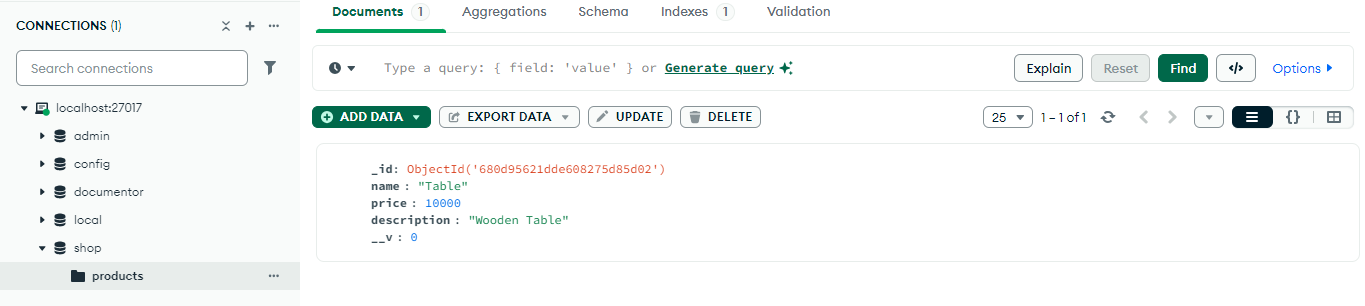 CONNECTIONS (1)
Search connections
localhost:27017
admin
config
documentor
local
shop
products
Documents 1 Aggregations Schema Indexes 1 Validation
Type a query: { field: 'value' } or Generate query
Explain Reset Find </> Options
ADD DATA EXPORT DATA UPDATE DELETE
25 1 – 1 of 1 {}
_id: ObjectId('680d95621dde608275d85d02')
name : "Table"
price : 10000
description : "Wooden Table"
__v : 0